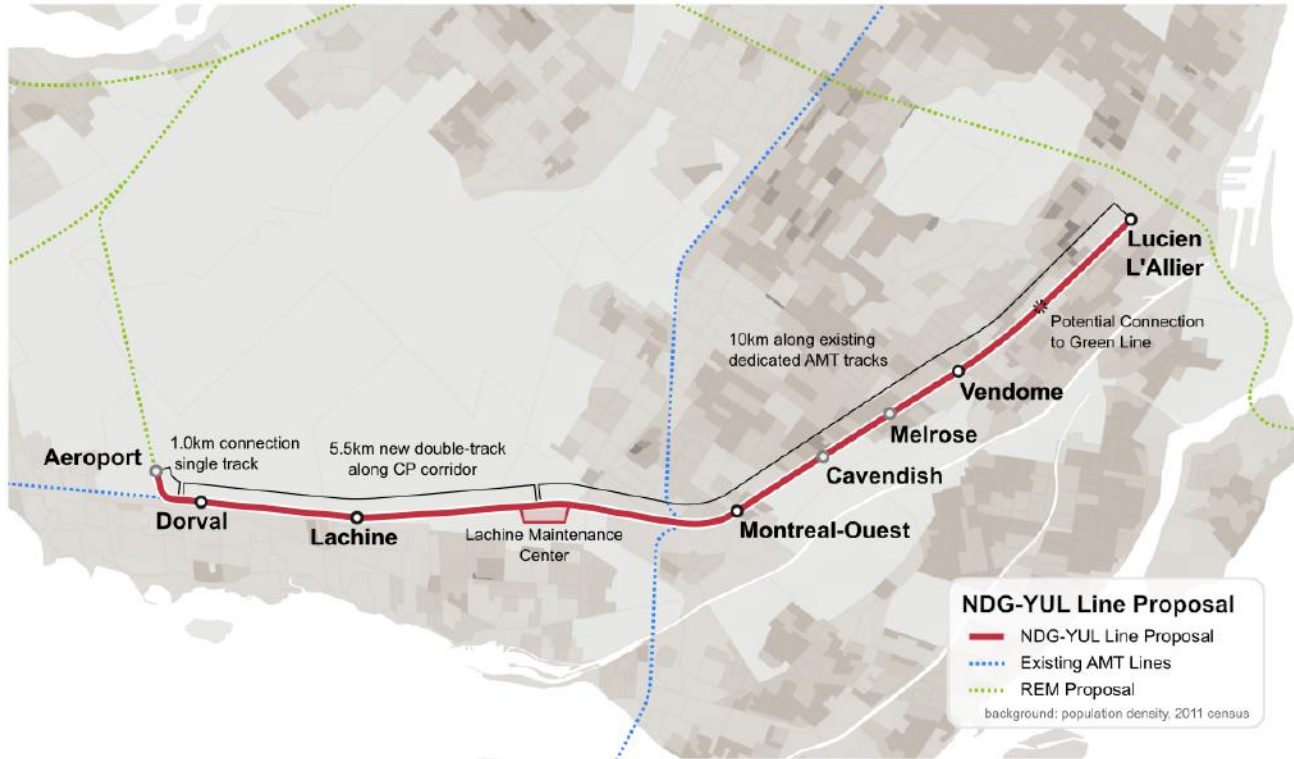 Lucien
L'Allier
Potential Connection
to Green Line
10km along existing
dedicated AMT tracks
Vendome
Melrose
Cavendish
Montreal-Ouest
Aeroport
1.0km connection
single track
5.5km new double-track
along CP corridor
Dorval
Lachine
Lachine Maintenance
Center
NDG-YUL Line Proposal
NDG-YUL Line Proposal
Existing AMT Lines
REM Proposal
background: population density, 2011 census